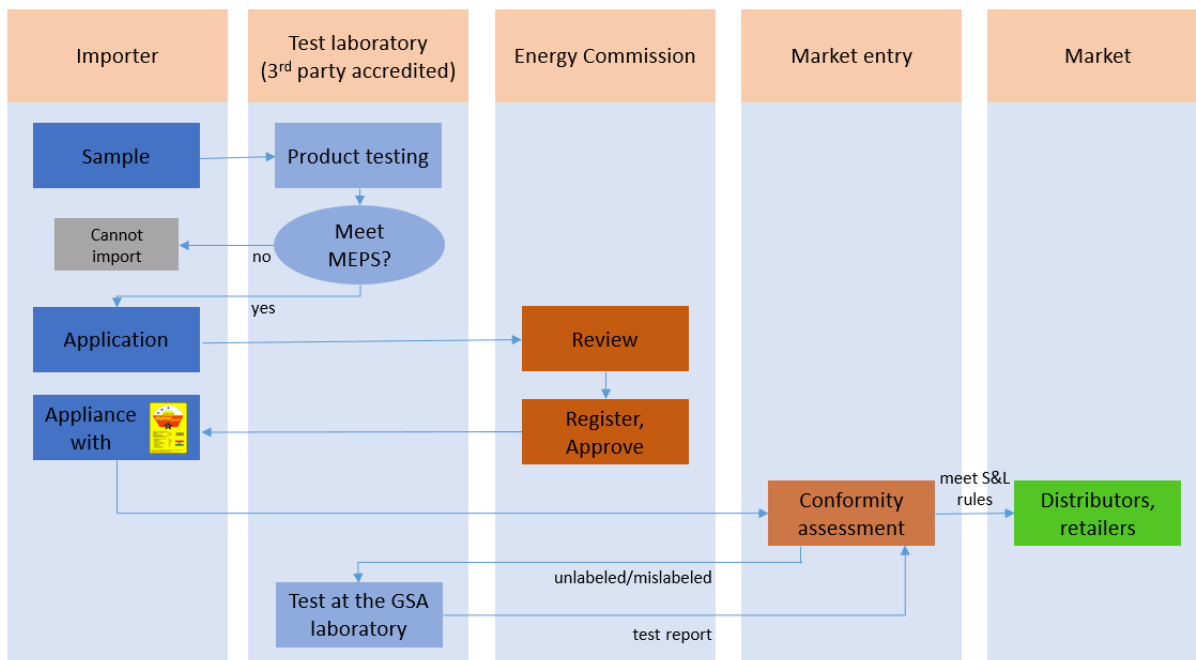 Importer
Test laboratory
(3rd party accredited)
Energy Commission
Market entry
Market
Sample
Product testing
Cannot
import
no
Meet
MEPS?
yes
Application
Review
Appliance
with
Register,
Approve
Conformity
assessment
meet S&L
rules
Distributors,
retailers
unlabeled/mislabeled
Test at the GSA
laboratory
test report